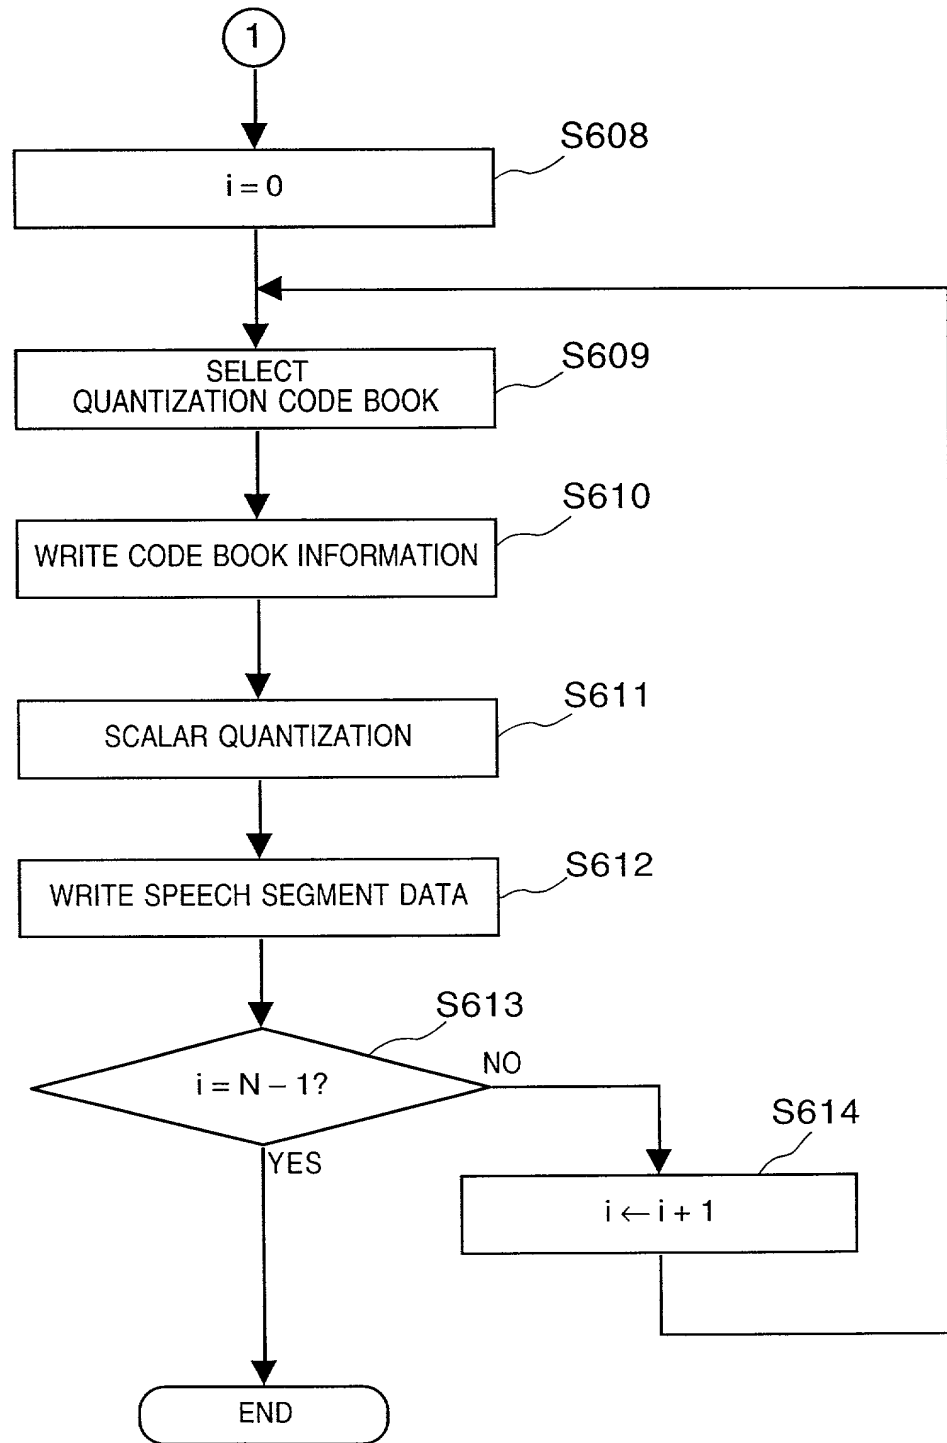 1
S608
i = 0
S609
SELECT
QUANTIZATION CODE BOOK
S610
WRITE CODE BOOK INFORMATION
S611
SCALAR QUANTIZATION
S612
WRITE SPEECH SEGMENT DATA
S613
i = N – 1?
NO
YES
S614
i ← i + 1
END